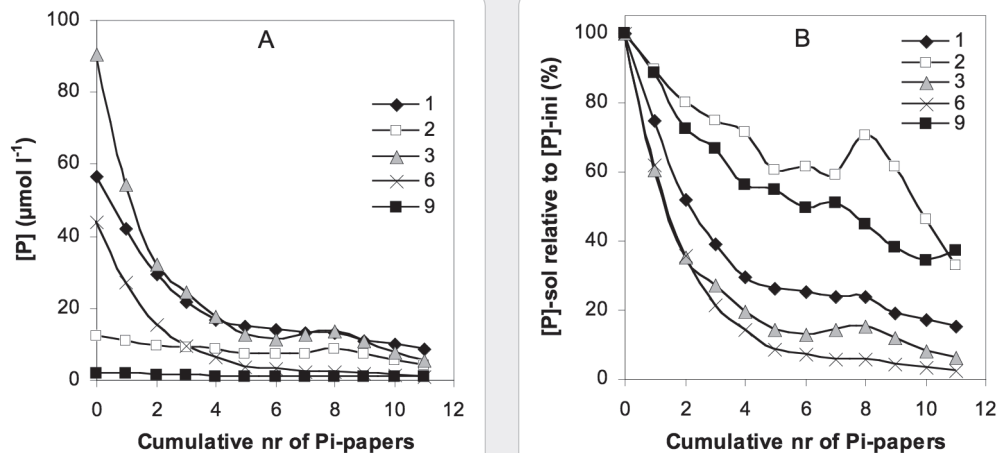 A
[P] (µmol l⁻¹)
100
80
60
40
20
0
0 2 4 6 8 10 12
Cumulative nr of Pi-papers
1
2
3
6
9
B
[P]-sol relative to [P]-ini (%)
100
80
60
40
20
0
0 2 4 6 8 10 12
Cumulative nr of Pi-papers
1
2
3
6
9